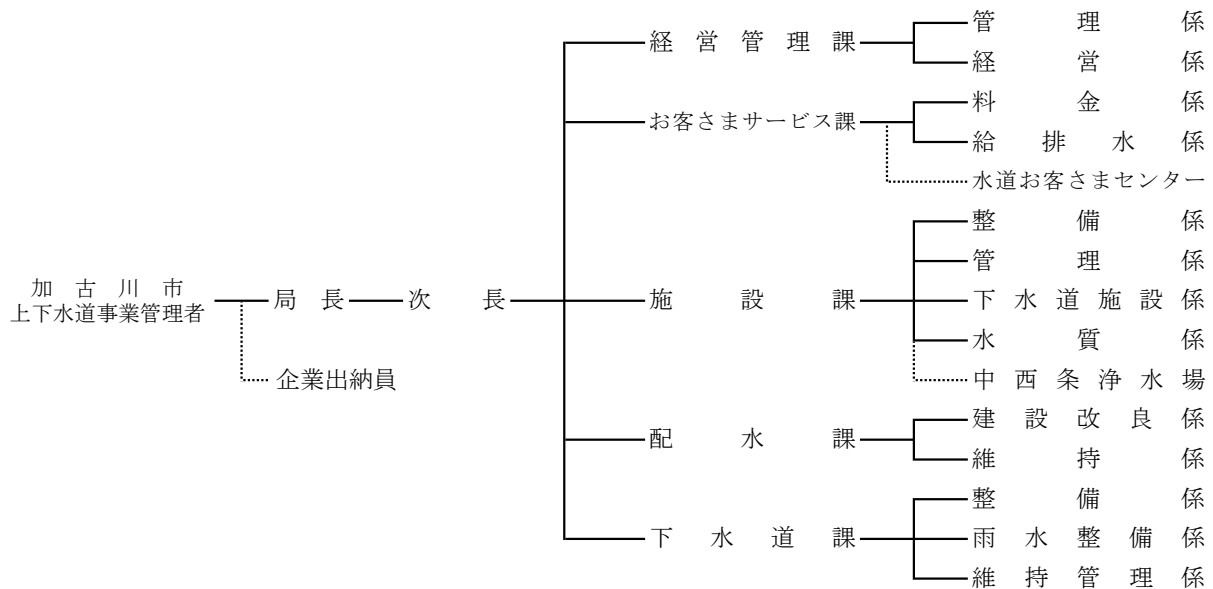 加古川市
上下水道事業管理者
局長
次長
企業出納員
経営管理課
管理係
経営係
お客さまサービス課
料金係
給排水係
水道お客さまセンター
施設課
整備係
管理係
下水道施設係
水質係
中西条浄水場
配水課
建設改良係
維持係
下水道課
整備係
雨水整備係
維持管理係